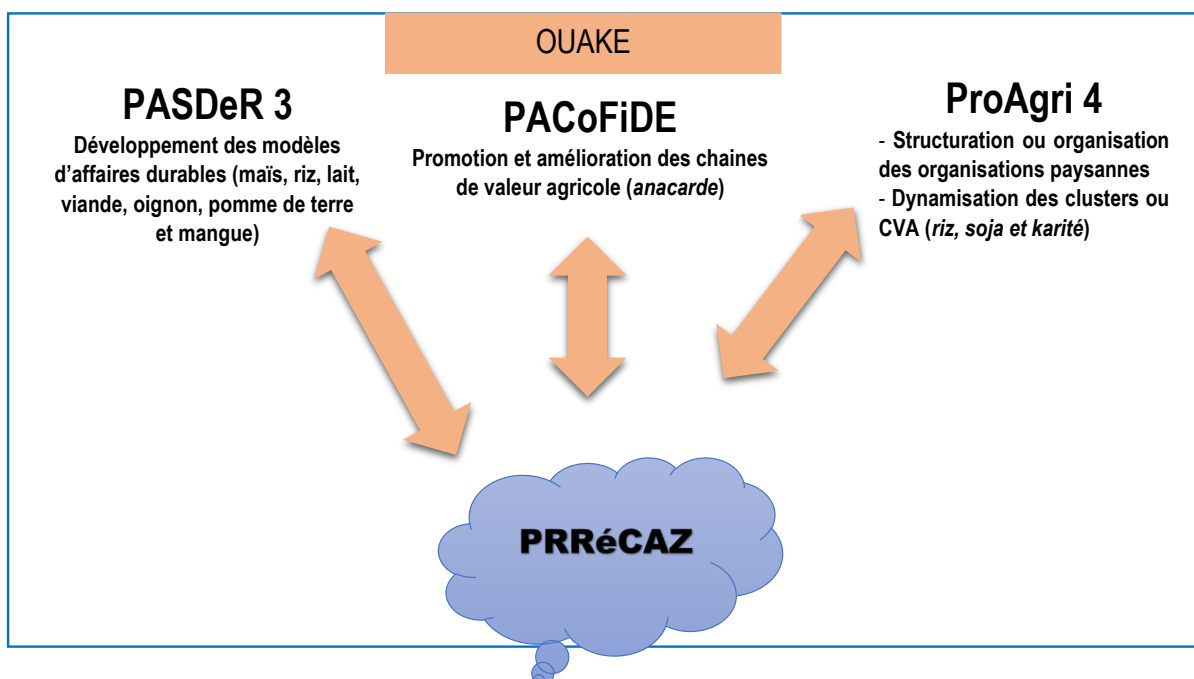 OUAKE
PASDeR 3
Développement des modèles
d’affaires durables (maïs, riz, lait,
viande, oignon, pomme de terre
et mangue)
PACoFiDE
Promotion et amélioration des chaines
de valeur agricole (anacarde)
ProAgri 4
- Structuration ou organisation
des organisations paysannes
- Dynamisation des clusters ou
CVA (riz, soja et karité)
PRRéCAZ